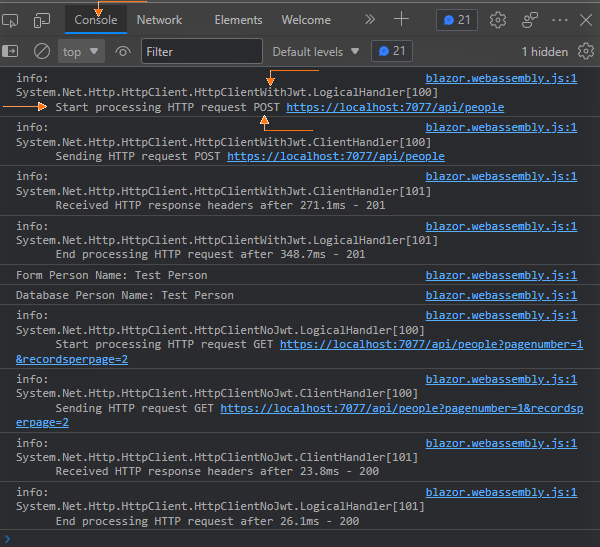 Console Network Elements Welcome 21
top Filter Default levels 21 1 hidden
info: blazor.webassembly.js:1
System.Net.Http.HttpClient.HttpClientWithJwt.LogicalHandler[100]
Start processing HTTP request POST https://localhost:7077/api/people
info: blazor.webassembly.js:1
System.Net.Http.HttpClient.HttpClientWithJwt.ClientHandler[100]
Sending HTTP request POST https://localhost:7077/api/people
info: blazor.webassembly.js:1
System.Net.Http.HttpClient.HttpClientWithJwt.ClientHandler[101]
Received HTTP response headers after 271.1ms - 201
info: blazor.webassembly.js:1
System.Net.Http.HttpClient.HttpClientWithJwt.LogicalHandler[101]
End processing HTTP request after 348.7ms - 201
Form Person Name: Test Person blazor.webassembly.js:1
Database Person Name: Test Person blazor.webassembly.js:1
info: blazor.webassembly.js:1
System.Net.Http.HttpClient.HttpClientNoJwt.LogicalHandler[100]
Start processing HTTP request GET https://localhost:7077/api/people?pagenumber=1
&recordsperpage=2
info: blazor.webassembly.js:1
System.Net.Http.HttpClient.HttpClientNoJwt.ClientHandler[100]
Sending HTTP request GET https://localhost:7077/api/people?pagenumber=1&recordsp
erpage=2
info: blazor.webassembly.js:1
System.Net.Http.HttpClient.HttpClientNoJwt.ClientHandler[101]
Received HTTP response headers after 23.8ms - 200
info: blazor.webassembly.js:1
System.Net.Http.HttpClient.HttpClientNoJwt.LogicalHandler[101]
End processing HTTP request after 26.1ms - 200